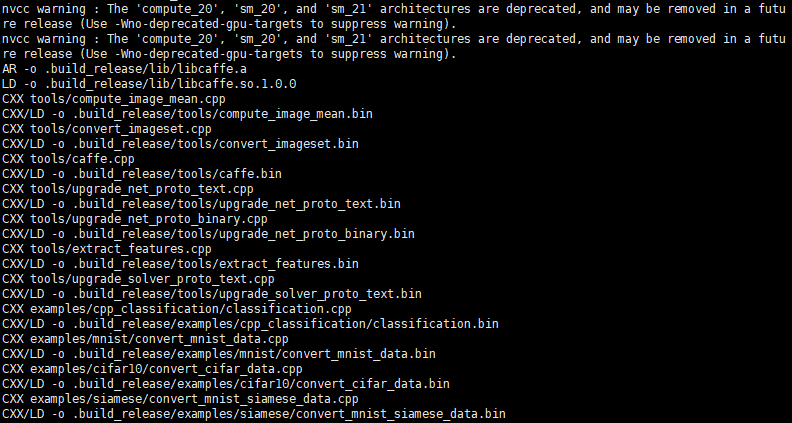 nvcc warning : The 'compute_20', 'sm_20', and 'sm_21' architectures are deprecated, and may be removed in a futu
re release (Use -Wno-deprecated-gpu-targets to suppress warning).
nvcc warning : The 'compute_20', 'sm_20', and 'sm_21' architectures are deprecated, and may be removed in a futu
re release (Use -Wno-deprecated-gpu-targets to suppress warning).
AR -o .build_release/lib/libcaffe.a
LD -o .build_release/lib/libcaffe.so.1.0.0
CXX tools/compute_image_mean.cpp
CXX/LD -o .build_release/tools/compute_image_mean.bin
CXX tools/convert_imageset.cpp
CXX/LD -o .build_release/tools/convert_imageset.bin
CXX tools/caffe.cpp
CXX/LD -o .build_release/tools/caffe.bin
CXX tools/upgrade_net_proto_text.cpp
CXX/LD -o .build_release/tools/upgrade_net_proto_text.bin
CXX tools/upgrade_net_proto_binary.cpp
CXX/LD -o .build_release/tools/upgrade_net_proto_binary.bin
CXX tools/extract_features.cpp
CXX/LD -o .build_release/tools/extract_features.bin
CXX tools/upgrade_solver_proto_text.cpp
CXX/LD -o .build_release/tools/upgrade_solver_proto_text.bin
CXX examples/cpp_classification/classification.cpp
CXX/LD -o .build_release/examples/cpp_classification/classification.bin
CXX examples/mnist/convert_mnist_data.cpp
CXX/LD -o .build_release/examples/mnist/convert_mnist_data.bin
CXX examples/cifar10/convert_cifar_data.cpp
CXX/LD -o .build_release/examples/cifar10/convert_cifar_data.bin
CXX examples/siamese/convert_mnist_siamese_data.cpp
CXX/LD -o .build_release/examples/siamese/convert_mnist_siamese_data.bin